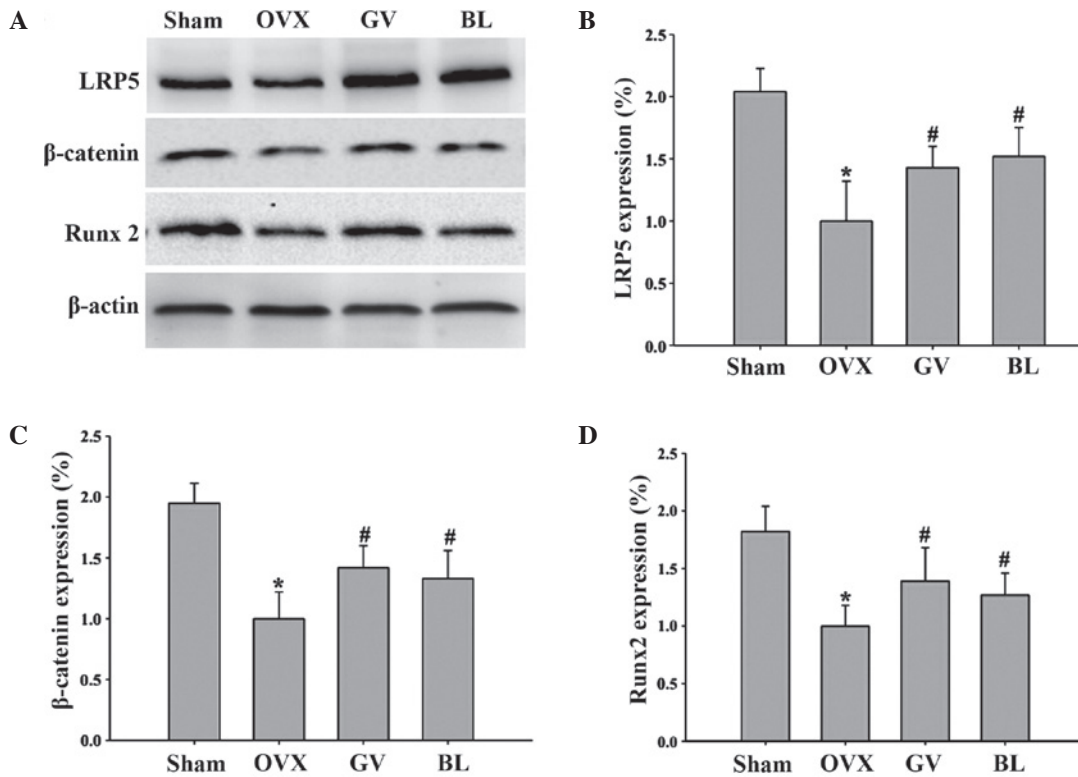 A
Sham OVX GV BL
LRP5
β-catenin
Runx 2
β-actin
B
LRP5 expression (%)
2.5
2.0
1.5
1.0
0.5
0.0
*
#
#
Sham OVX GV BL
C
β-catenin expression (%)
2.5
2.0
1.5
1.0
0.5
0.0
*
#
#
Sham OVX GV BL
D
Runx2 expression (%)
2.5
2.0
1.5
1.0
0.5
0.0
*
#
#
Sham OVX GV BL